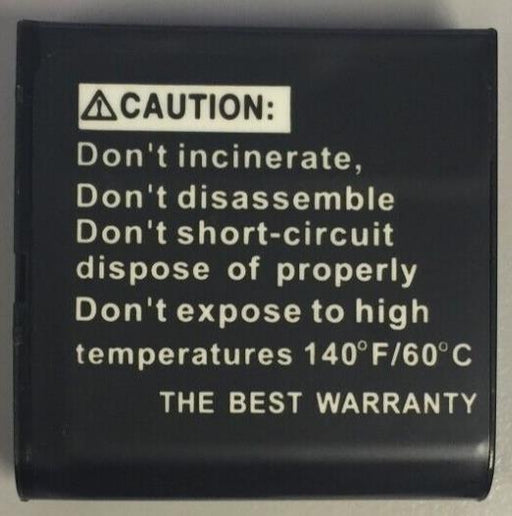 ⚠CAUTION:
Don't incinerate,
Don't disassemble
Don't short-circuit
dispose of properly
Don't expose to high
temperatures 140°F/60°C
THE BEST WARRANTY